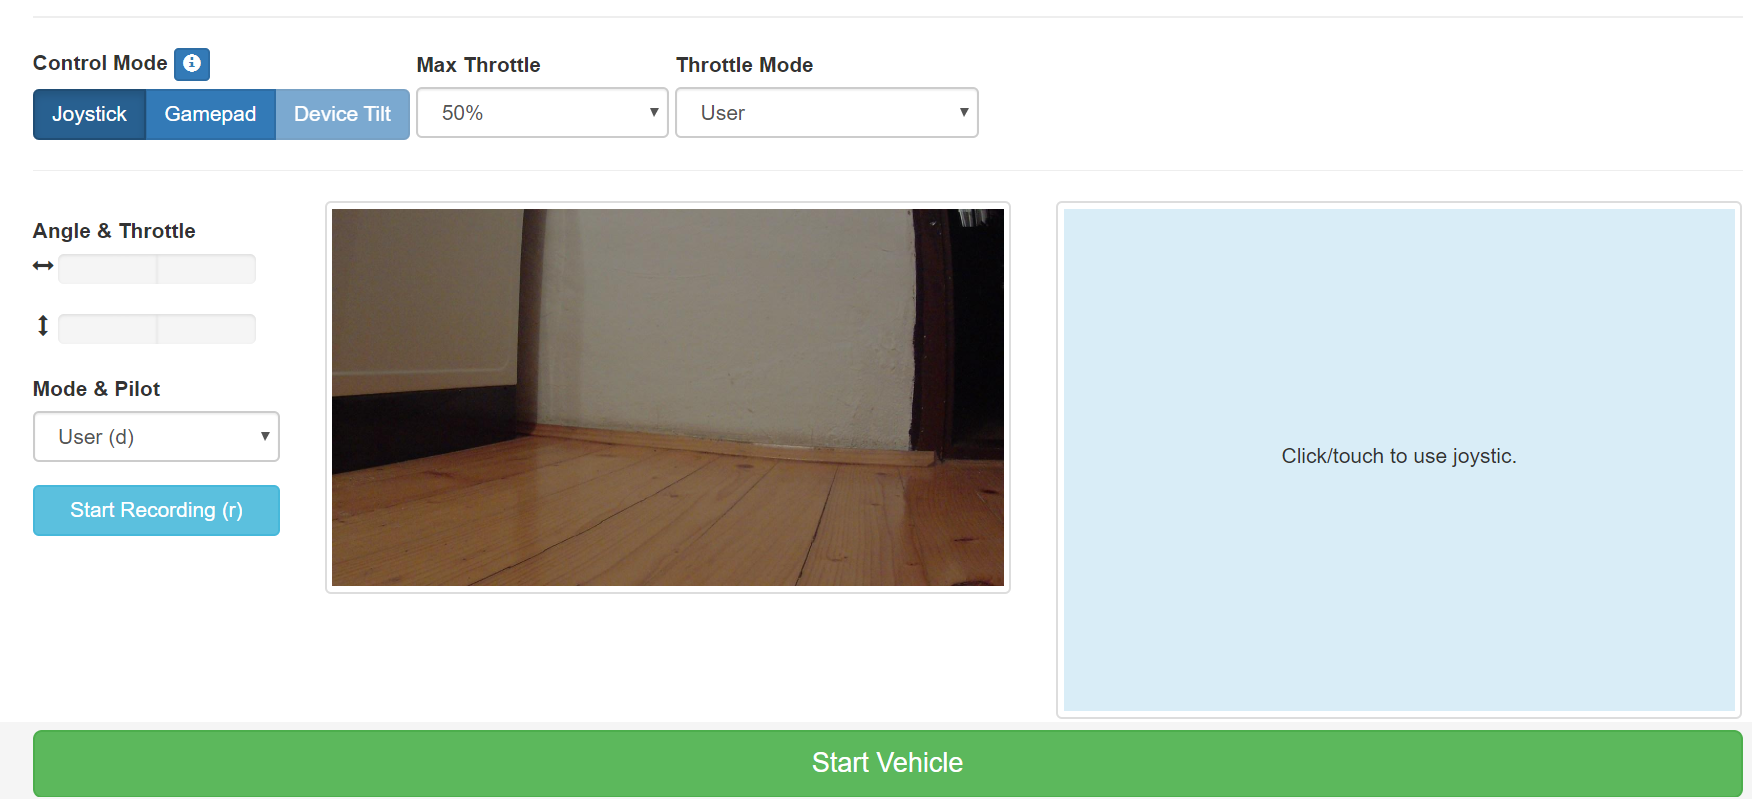 Control Mode
Joystick
Gamepad
Device Tilt
Max Throttle
50%
Throttle Mode
User
Angle & Throttle
Mode & Pilot
User (d)
Start Recording (r)
Click/touch to use joystic.
Start Vehicle